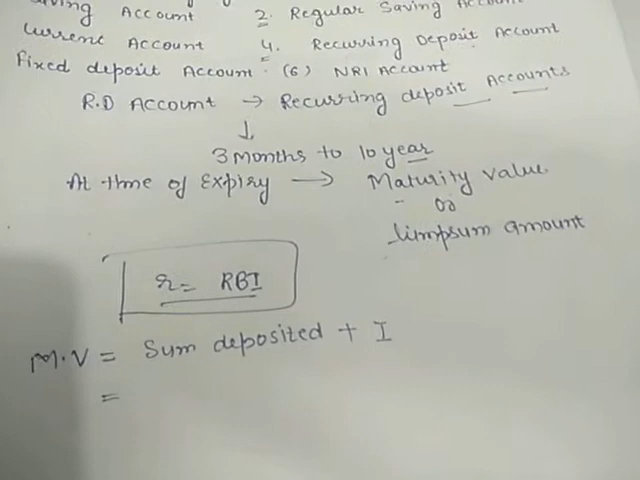 Account 2. Regular Saving
Current Account 4. Recurring Deposit Account
Fixed deposit Account. (6) NRI Account
R.D Account → Recurring deposit Accounts
↓
3 Months to 10 year
At time of Expiry → Maturity Value
or
limpsum amount
r = RBI
M.V = Sum deposited + I
=